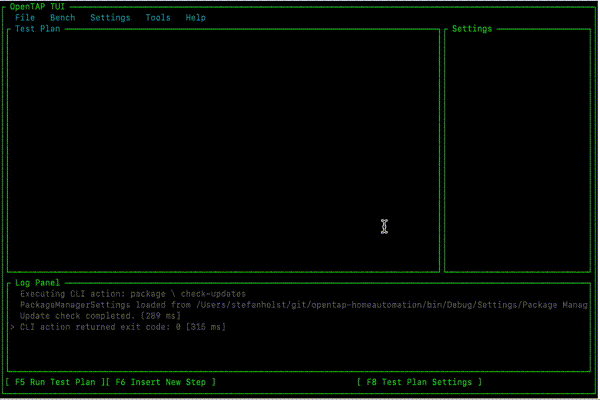 OpenTAP TUI
File Bench Settings Tools Help
Test Plan
Settings
Log Panel
Executing CLI action: package \ check-updates
PackageManagerSettings loaded from /Users/stefanholst/git/opentap-homeautomation/bin/Debug/Settings/Package Manag
Update check completed. [289 ms]
> CLI action returned exit code: 0 [315 ms]
[ F5 Run Test Plan ][ F6 Insert New Step ] [ F8 Test Plan Settings ]